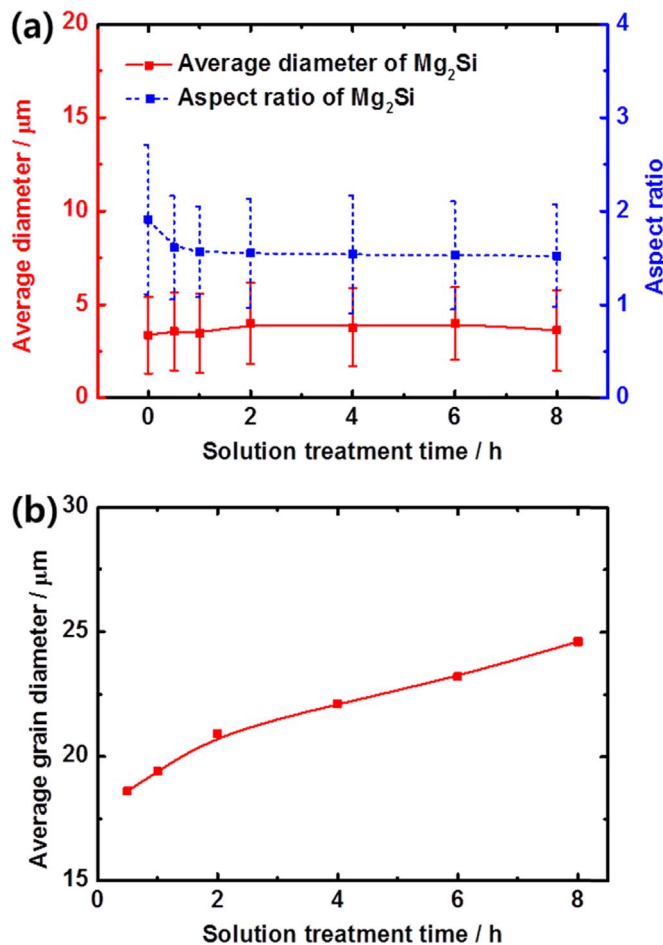 (a)
20
15
10
5
0
Average diameter / μm
Average diameter of Mg₂Si
Aspect ratio of Mg₂Si
4
3
2
1
0
Aspect ratio
0 2 4 6 8
Solution treatment time / h
(b)
30
25
20
15
Average grain diameter / μm
0 2 4 6 8
Solution treatment time / h